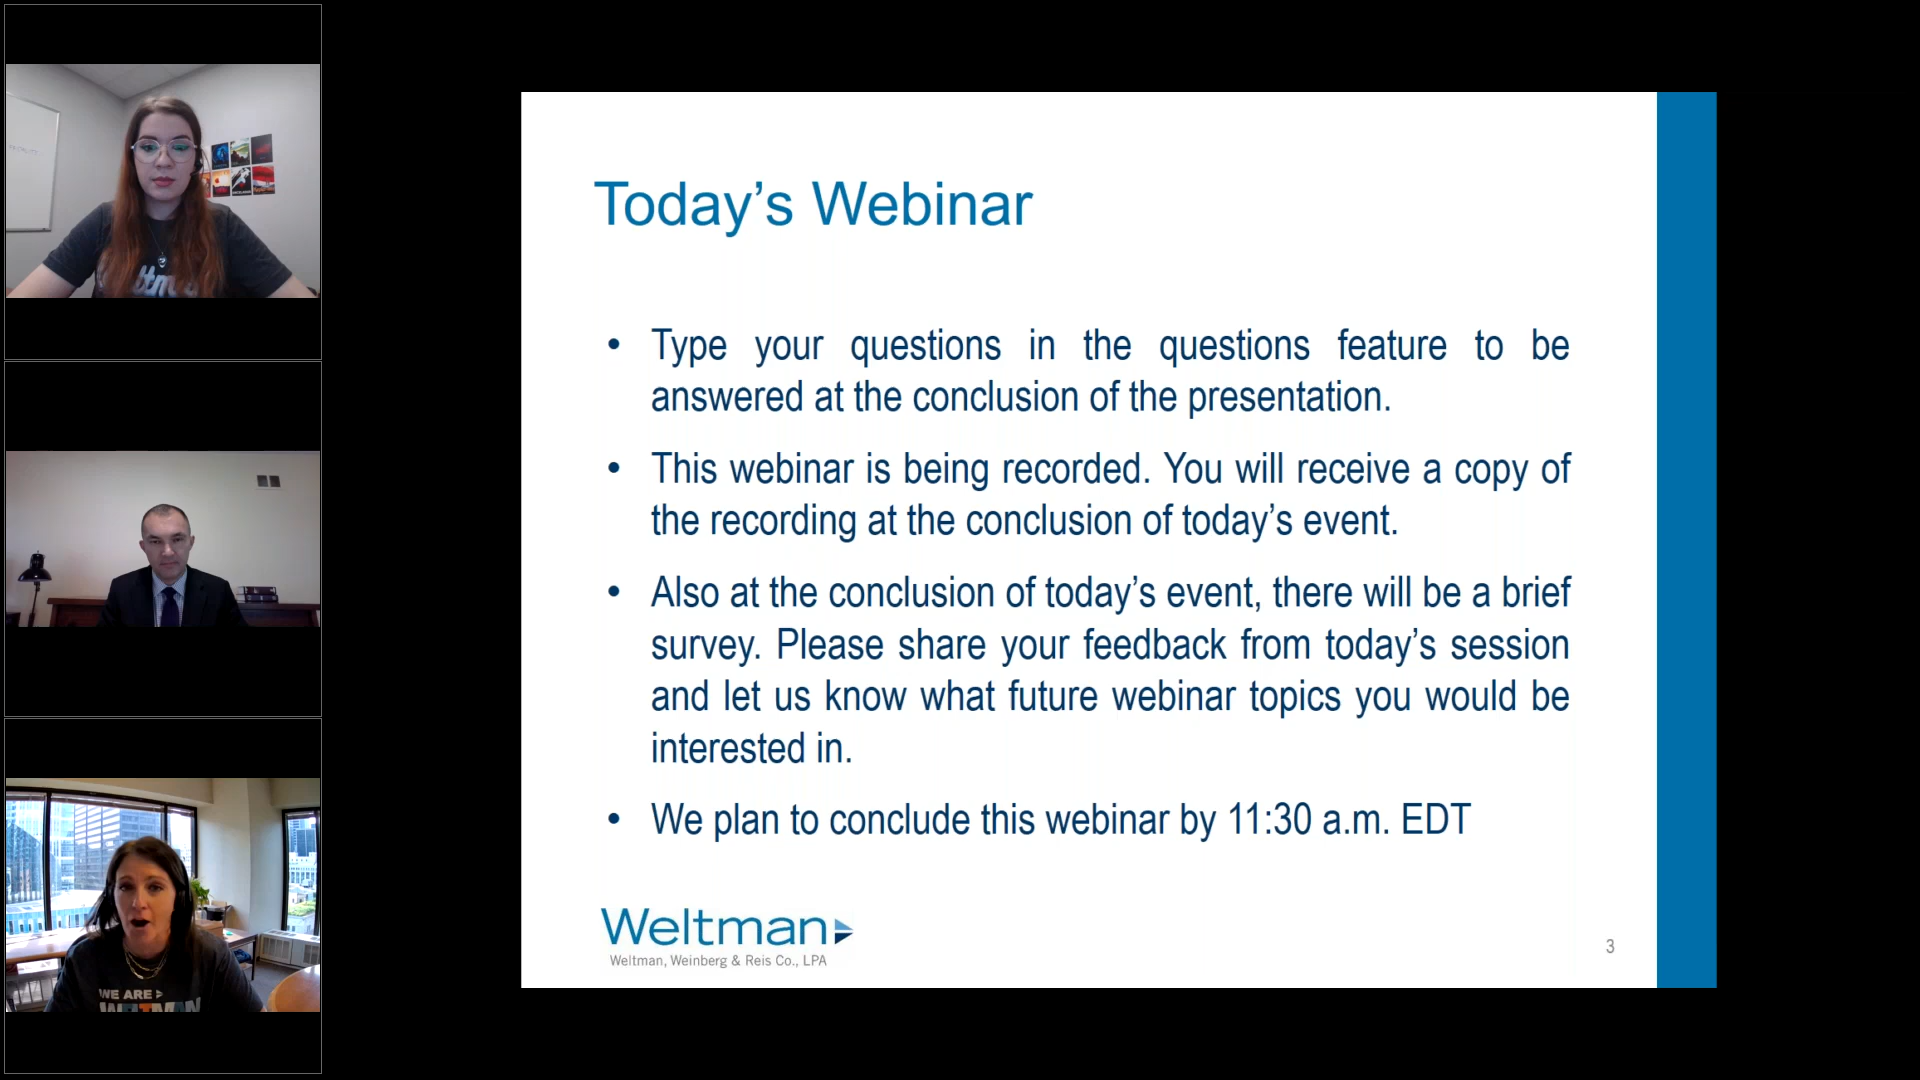 Today’s Webinar
• Type your questions in the questions feature to be
answered at the conclusion of the presentation.
• This webinar is being recorded. You will receive a copy of
the recording at the conclusion of today’s event.
• Also at the conclusion of today’s event, there will be a brief
survey. Please share your feedback from today’s session
and let us know what future webinar topics you would be
interested in.
• We plan to conclude this webinar by 11:30 a.m. EDT
Weltman
Weltman, Weinberg & Reis Co., LPA
3
WE ARE
WELTMAN